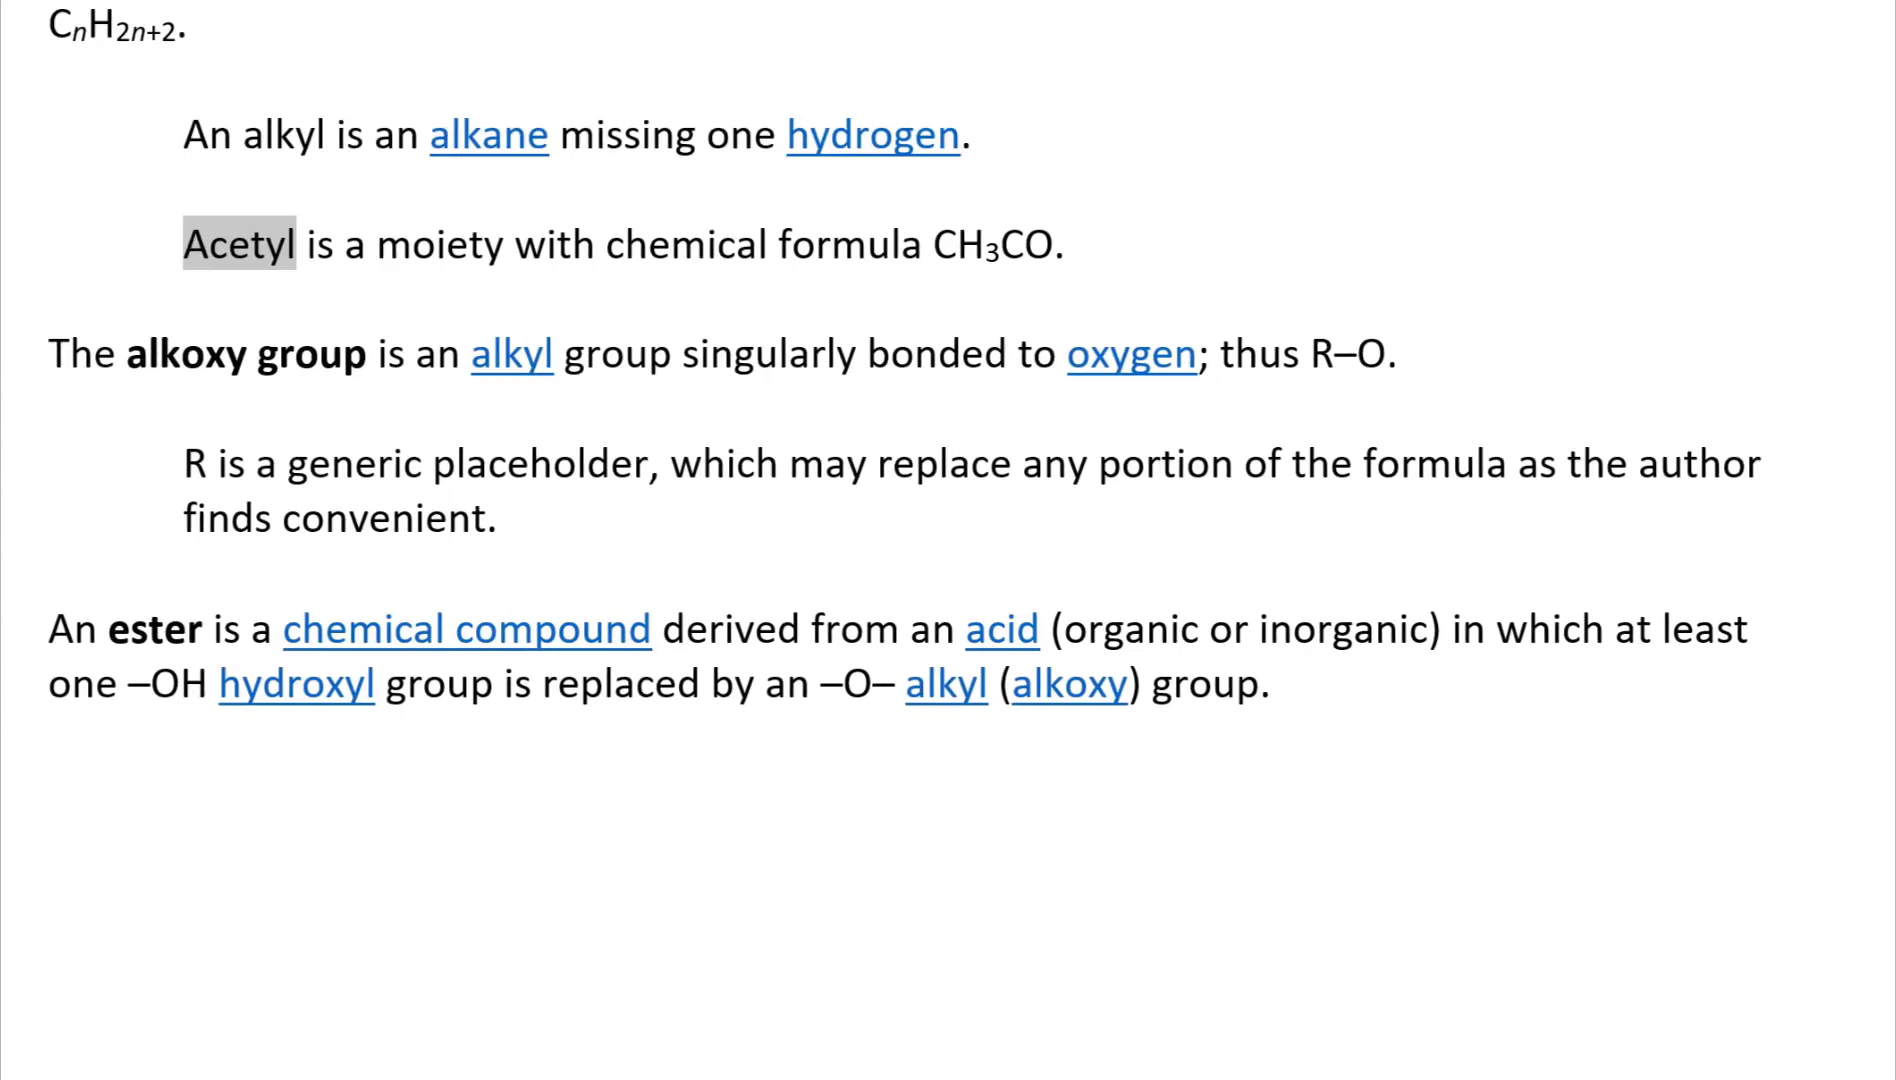 CₙH₂ₙ₊₂.
An alkyl is an alkane missing one hydrogen.
Acetyl is a moiety with chemical formula CH₃CO.
The alkoxy group is an alkyl group singularly bonded to oxygen; thus R–O.
R is a generic placeholder, which may replace any portion of the formula as the author
finds convenient.
An ester is a chemical compound derived from an acid (organic or inorganic) in which at least
one –OH hydroxyl group is replaced by an –O– alkyl (alkoxy) group.